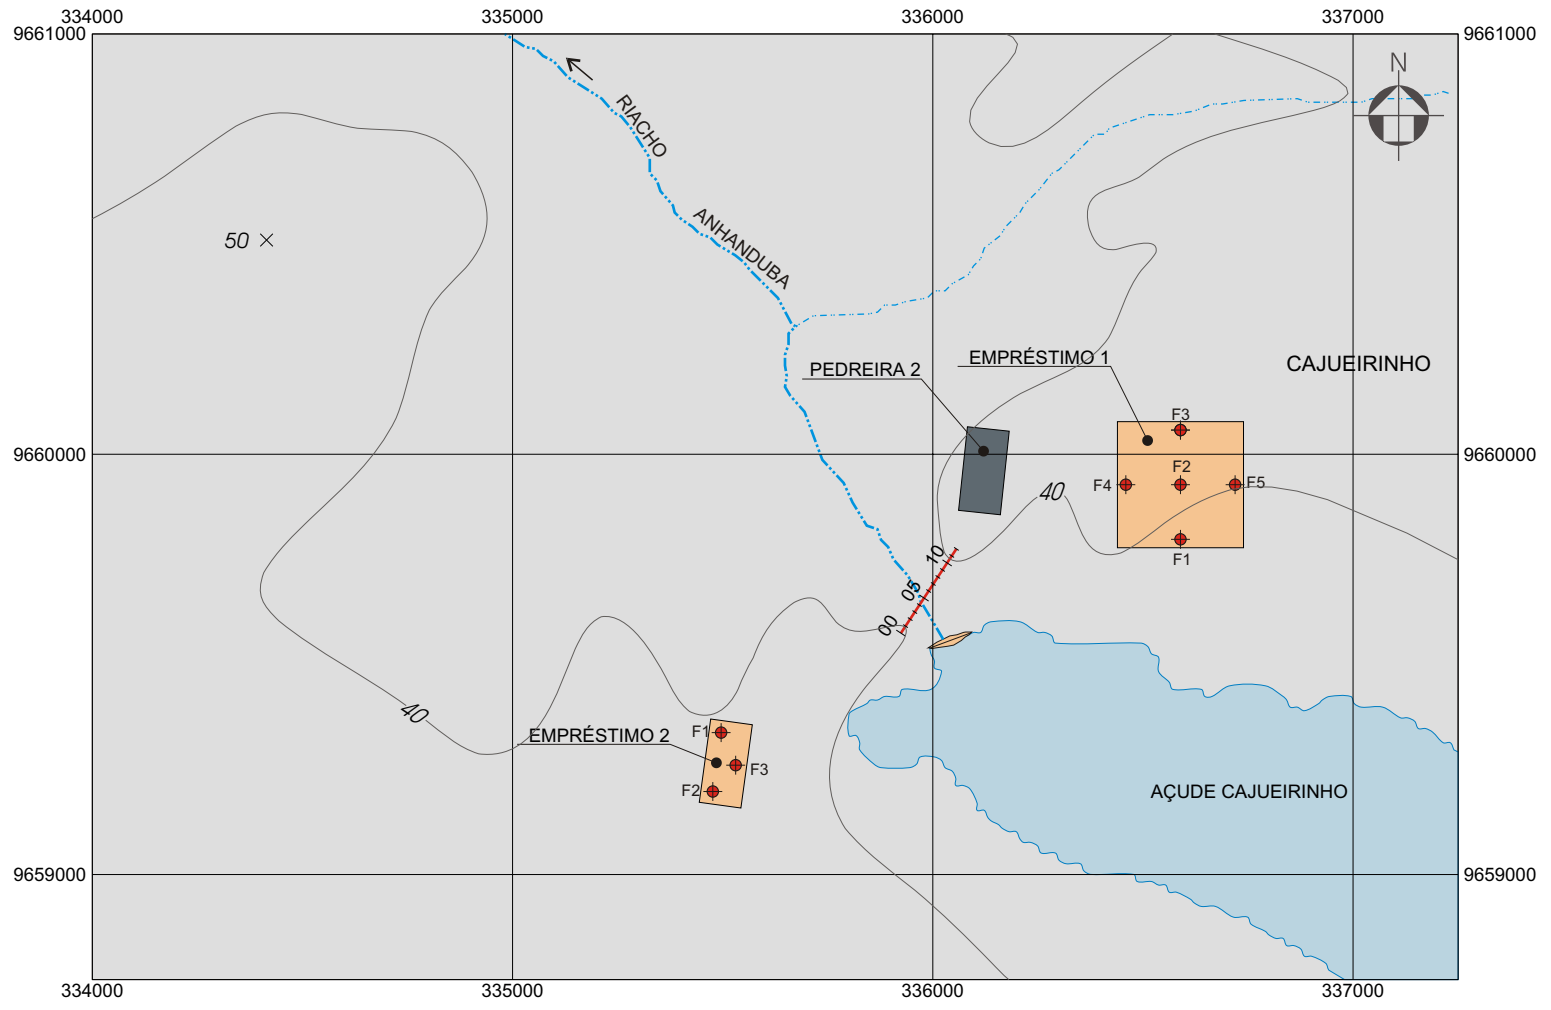 334000
335000
336000
337000
9661000
9661000
N
RIACHO
ANHANDUBA
50
EMPRÉSTIMO 1
CAJUEIRINHO
PEDREIRA 2
F3
9660000
9660000
F2
F4
F5
40
F1
10
05
00
40
F1
EMPRÉSTIMO 2
F3
F2
AÇUDE CAJUEIRINHO
9659000
9659000
334000
335000
336000
337000